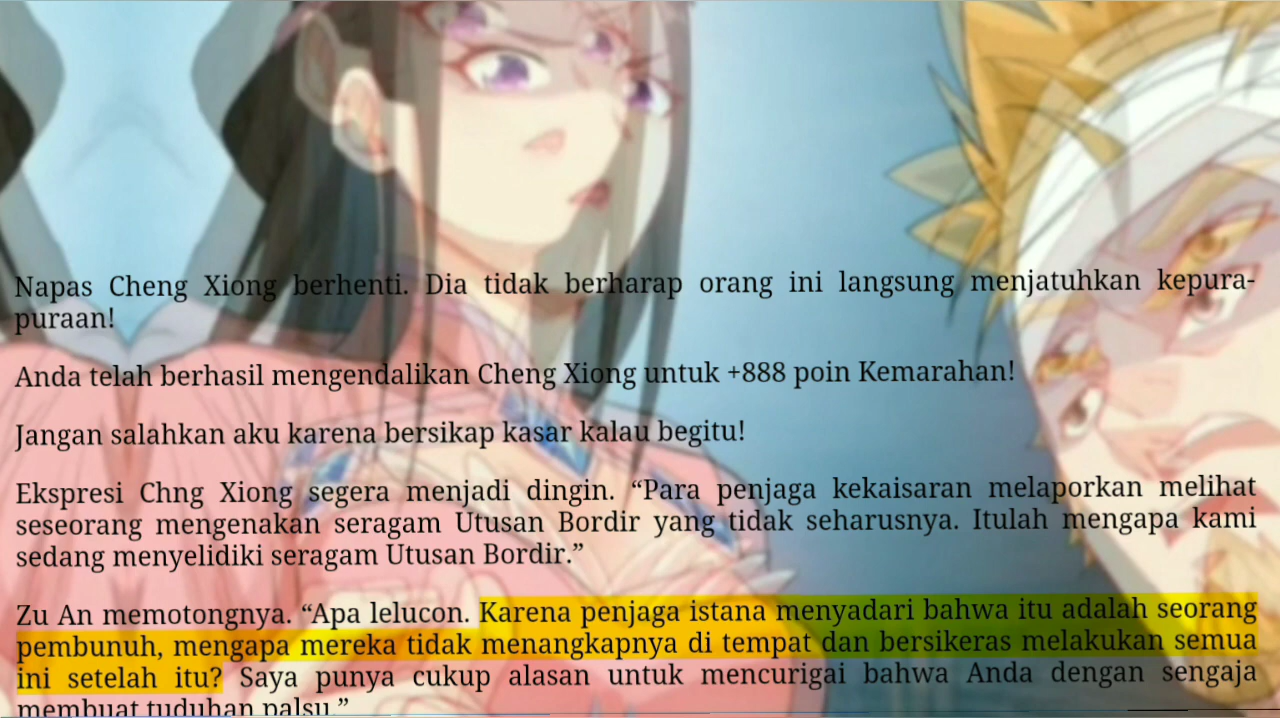 Napas Cheng Xiong berhenti. Dia tidak berharap orang ini langsung menjatuhkan kepura-
puraan!
Anda telah berhasil mengendalikan Cheng Xiong untuk +888 poin Kemarahan!
Jangan salahkan aku karena bersikap kasar kalau begitu!
Ekspresi Chng Xiong segera menjadi dingin. “Para penjaga kekaisaran melaporkan melihat
seseorang mengenakan seragam Utusan Bordir yang tidak seharusnya. Itulah mengapa kami
sedang menyelidiki seragam Utusan Bordir.”
Zu An memotongnya. “Apa lelucon. Karena penjaga istana menyadari bahwa itu adalah seorang
pembunuh, mengapa mereka tidak menangkapnya di tempat dan bersikeras melakukan semua
ini setelah itu? Saya punya cukup alasan untuk mencurigai bahwa Anda dengan sengaja
membuat tuduhan palsu.”